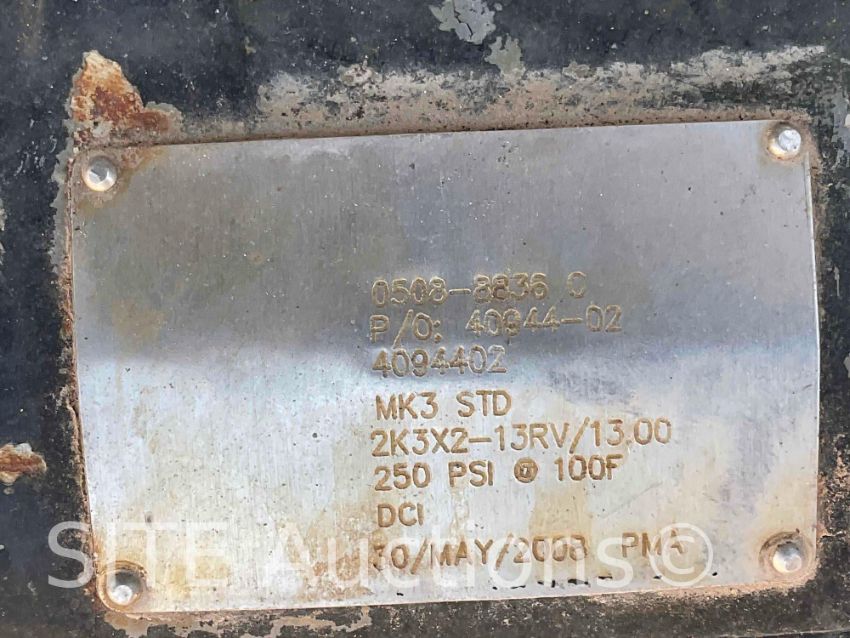 0508-8836 C
P/O: 40944-02
4094402
MK3 STD
2K3X2-13RV/13.00
250 PSI @ 100F
DCI
30/MAY/2008 PMA
SITE Auctions©